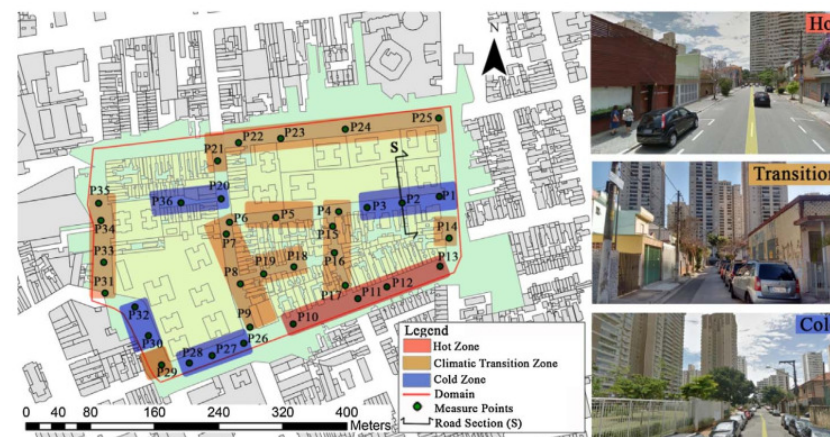 N
P25
P24
P23
P22
P21
S
P35
P36
P20
P1
P2
P3
P4
P5
P6
P34
P7
P15
P14
P33
P8
P19
P18
P16
P13
P31
P17
P11
P12
P10
P32
P9
P30
P26
P27
P28
P29
Legend
Hot Zone
Climatic Transition Zone
Cold Zone
Domain
Measure Points
Road Section (S)
0 40 80 160 240 320 400
Meters
Ho
Transition
Col